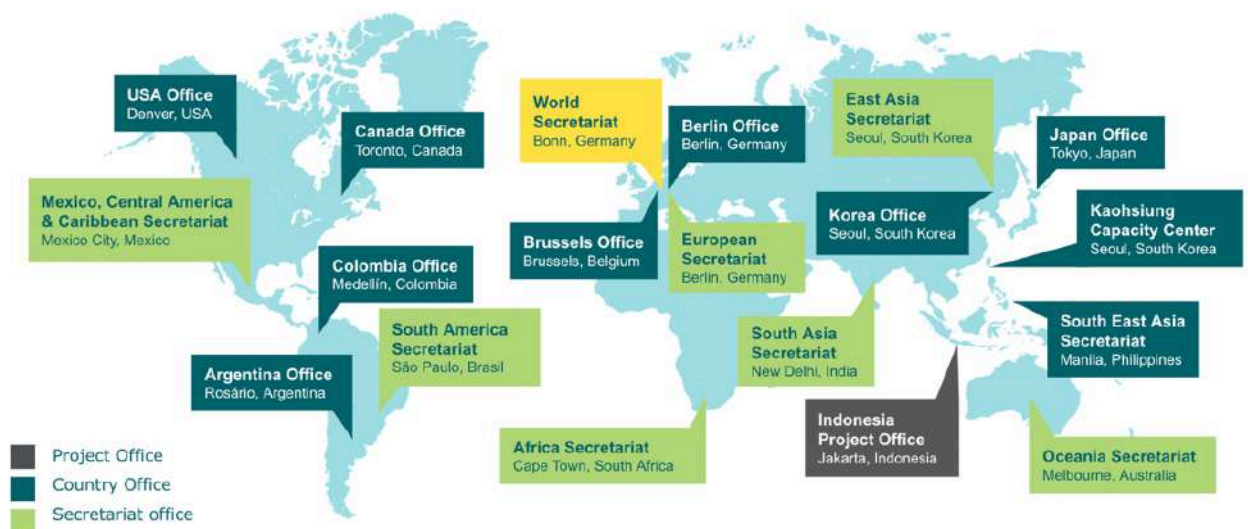 USA Office
Denver, USA
Canada Office
Toronto, Canada
World
Secretariat
Bonn, Germany
Berlin Office
Berlin, Germany
East Asia
Secretariat
Seoul, South Korea
Japan Office
Tokyo, Japan
Mexico, Central America
& Caribbean Secretariat
Mexico City, Mexico
Brussels Office
Brussels, Belgium
European
Secretariat
Berlin, Germany
Korea Office
Seoul, South Korea
Kaohsiung
Capacity Center
Seoul, South Korea
Colombia Office
Medellín, Colombia
South America
Secretariat
São Paulo, Brasil
South Asia
Secretariat
New Delhi, India
South East Asia
Secretariat
Manila, Philippines
Argentina Office
Rosário, Argentina
Africa Secretariat
Cape Town, South Africa
Indonesia
Project Office
Jakarta, Indonesia
Oceania Secretariat
Melbourne, Australia
Project Office
Country Office
Secretariat office